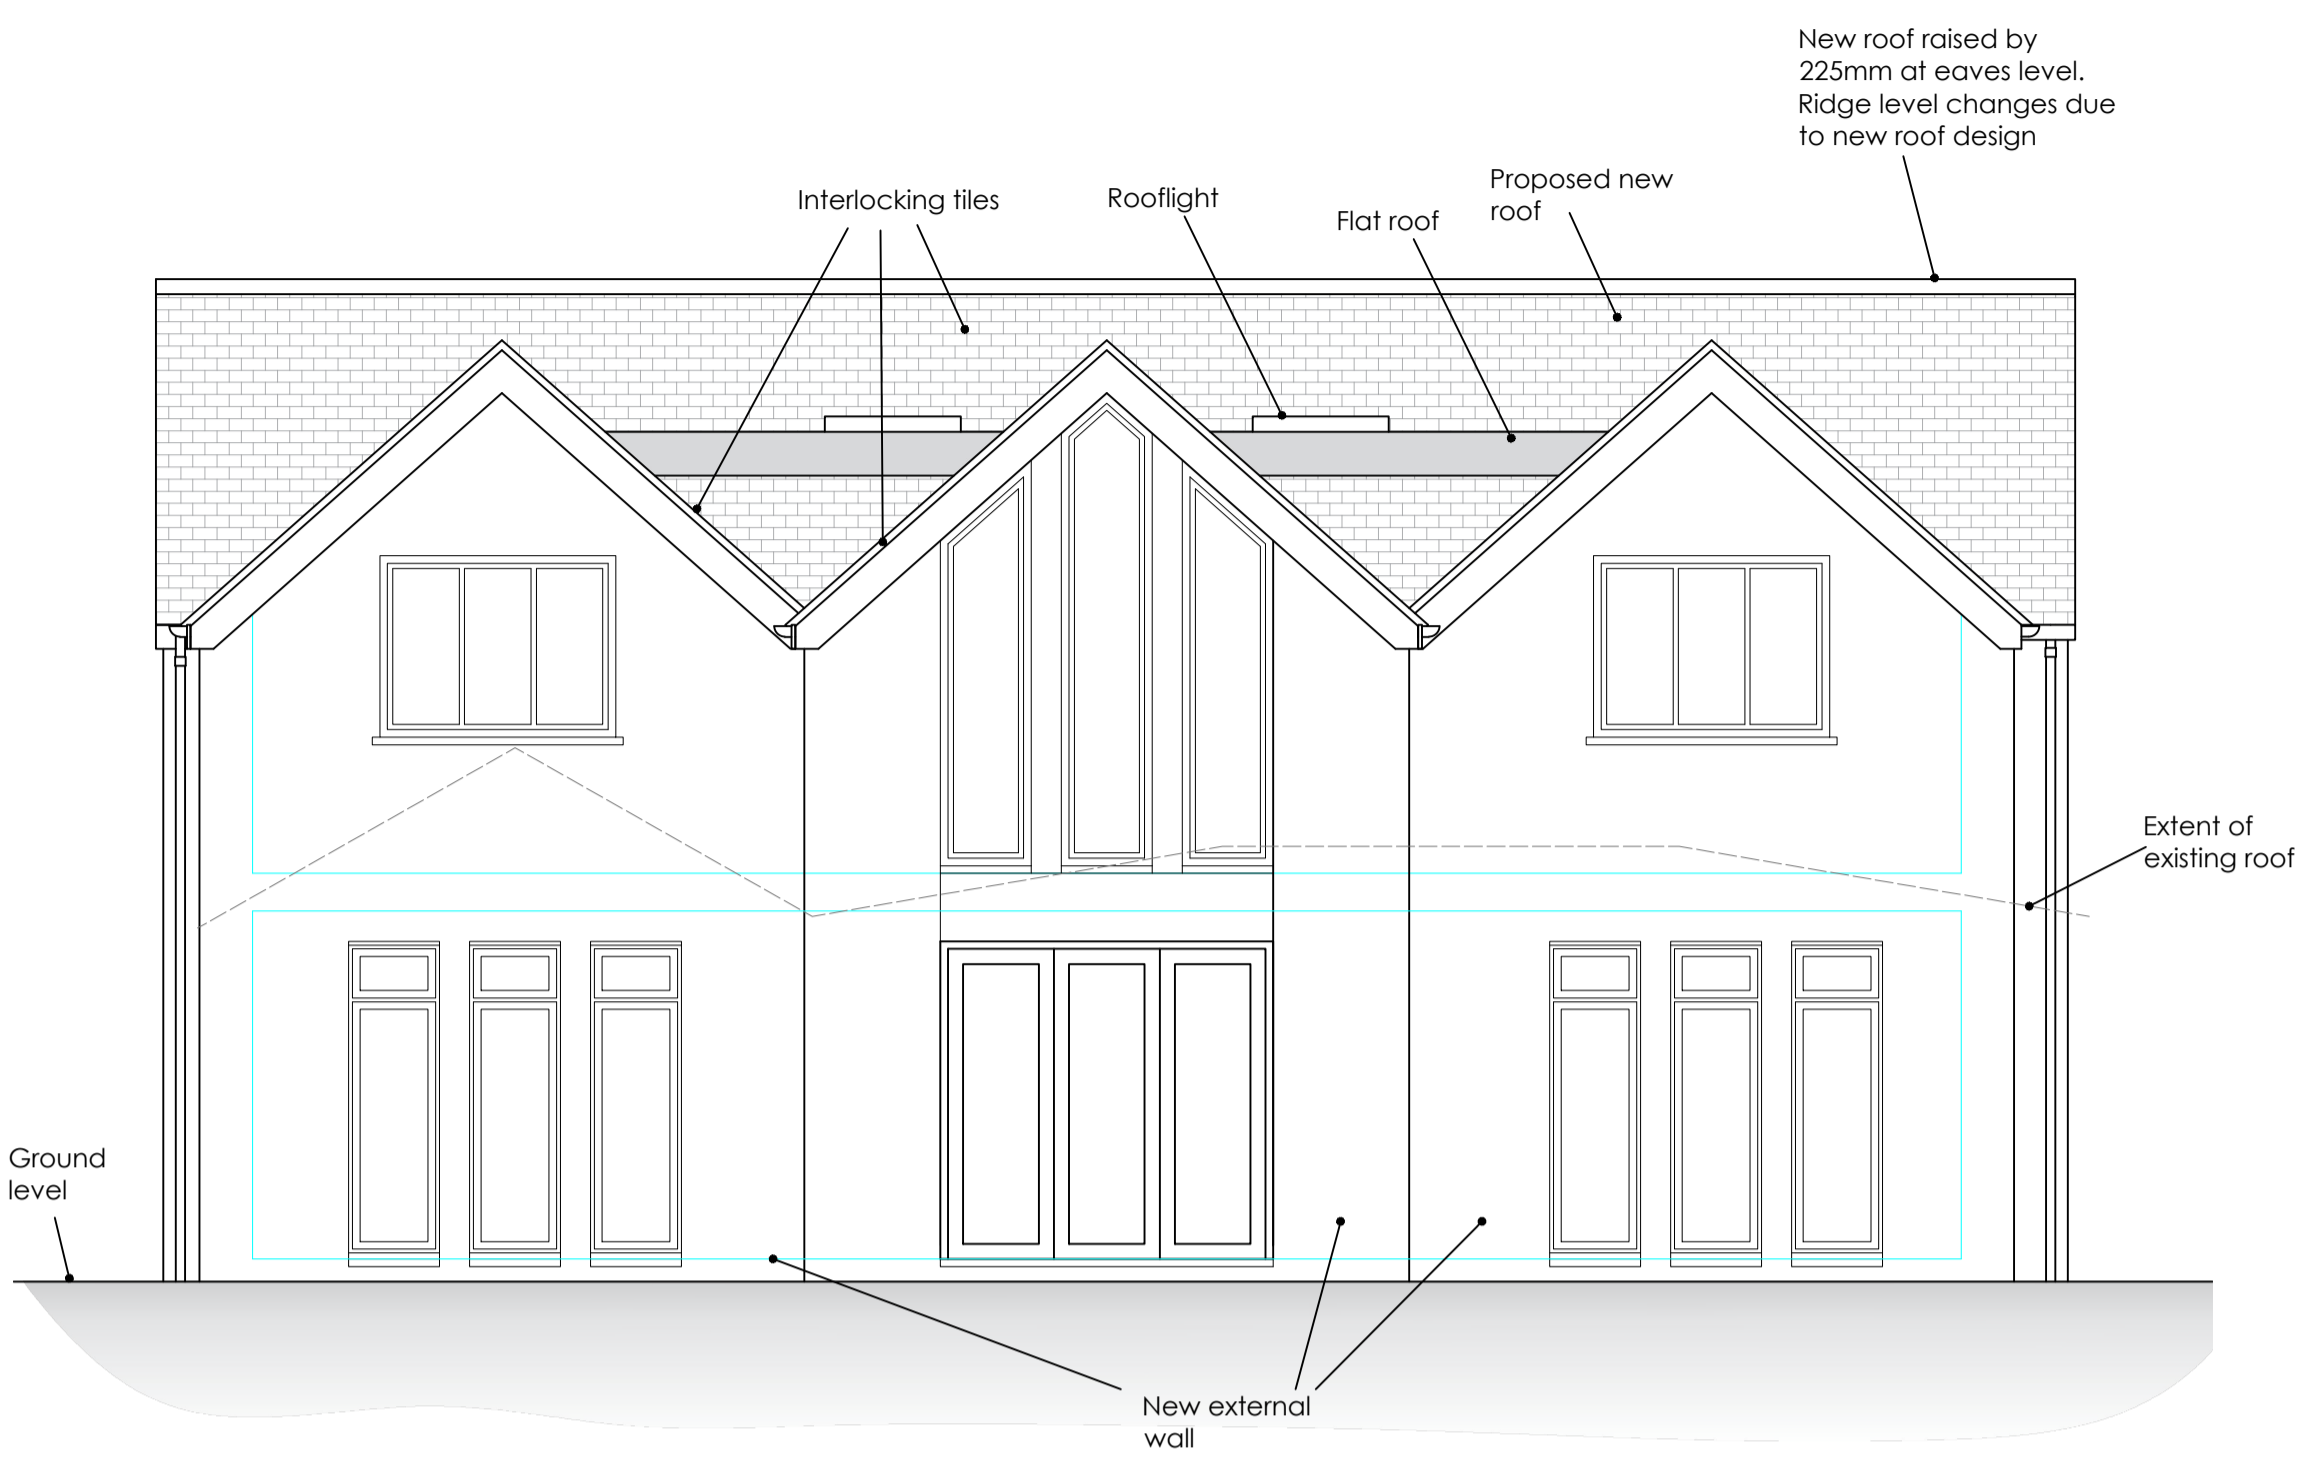 New roof raised by
225mm at eaves level.
Ridge level changes due
to new roof design
Proposed new
roof
Interlocking tiles
Rooflight
Flat roof
Extent of
existing roof
Ground
level
New external
wall